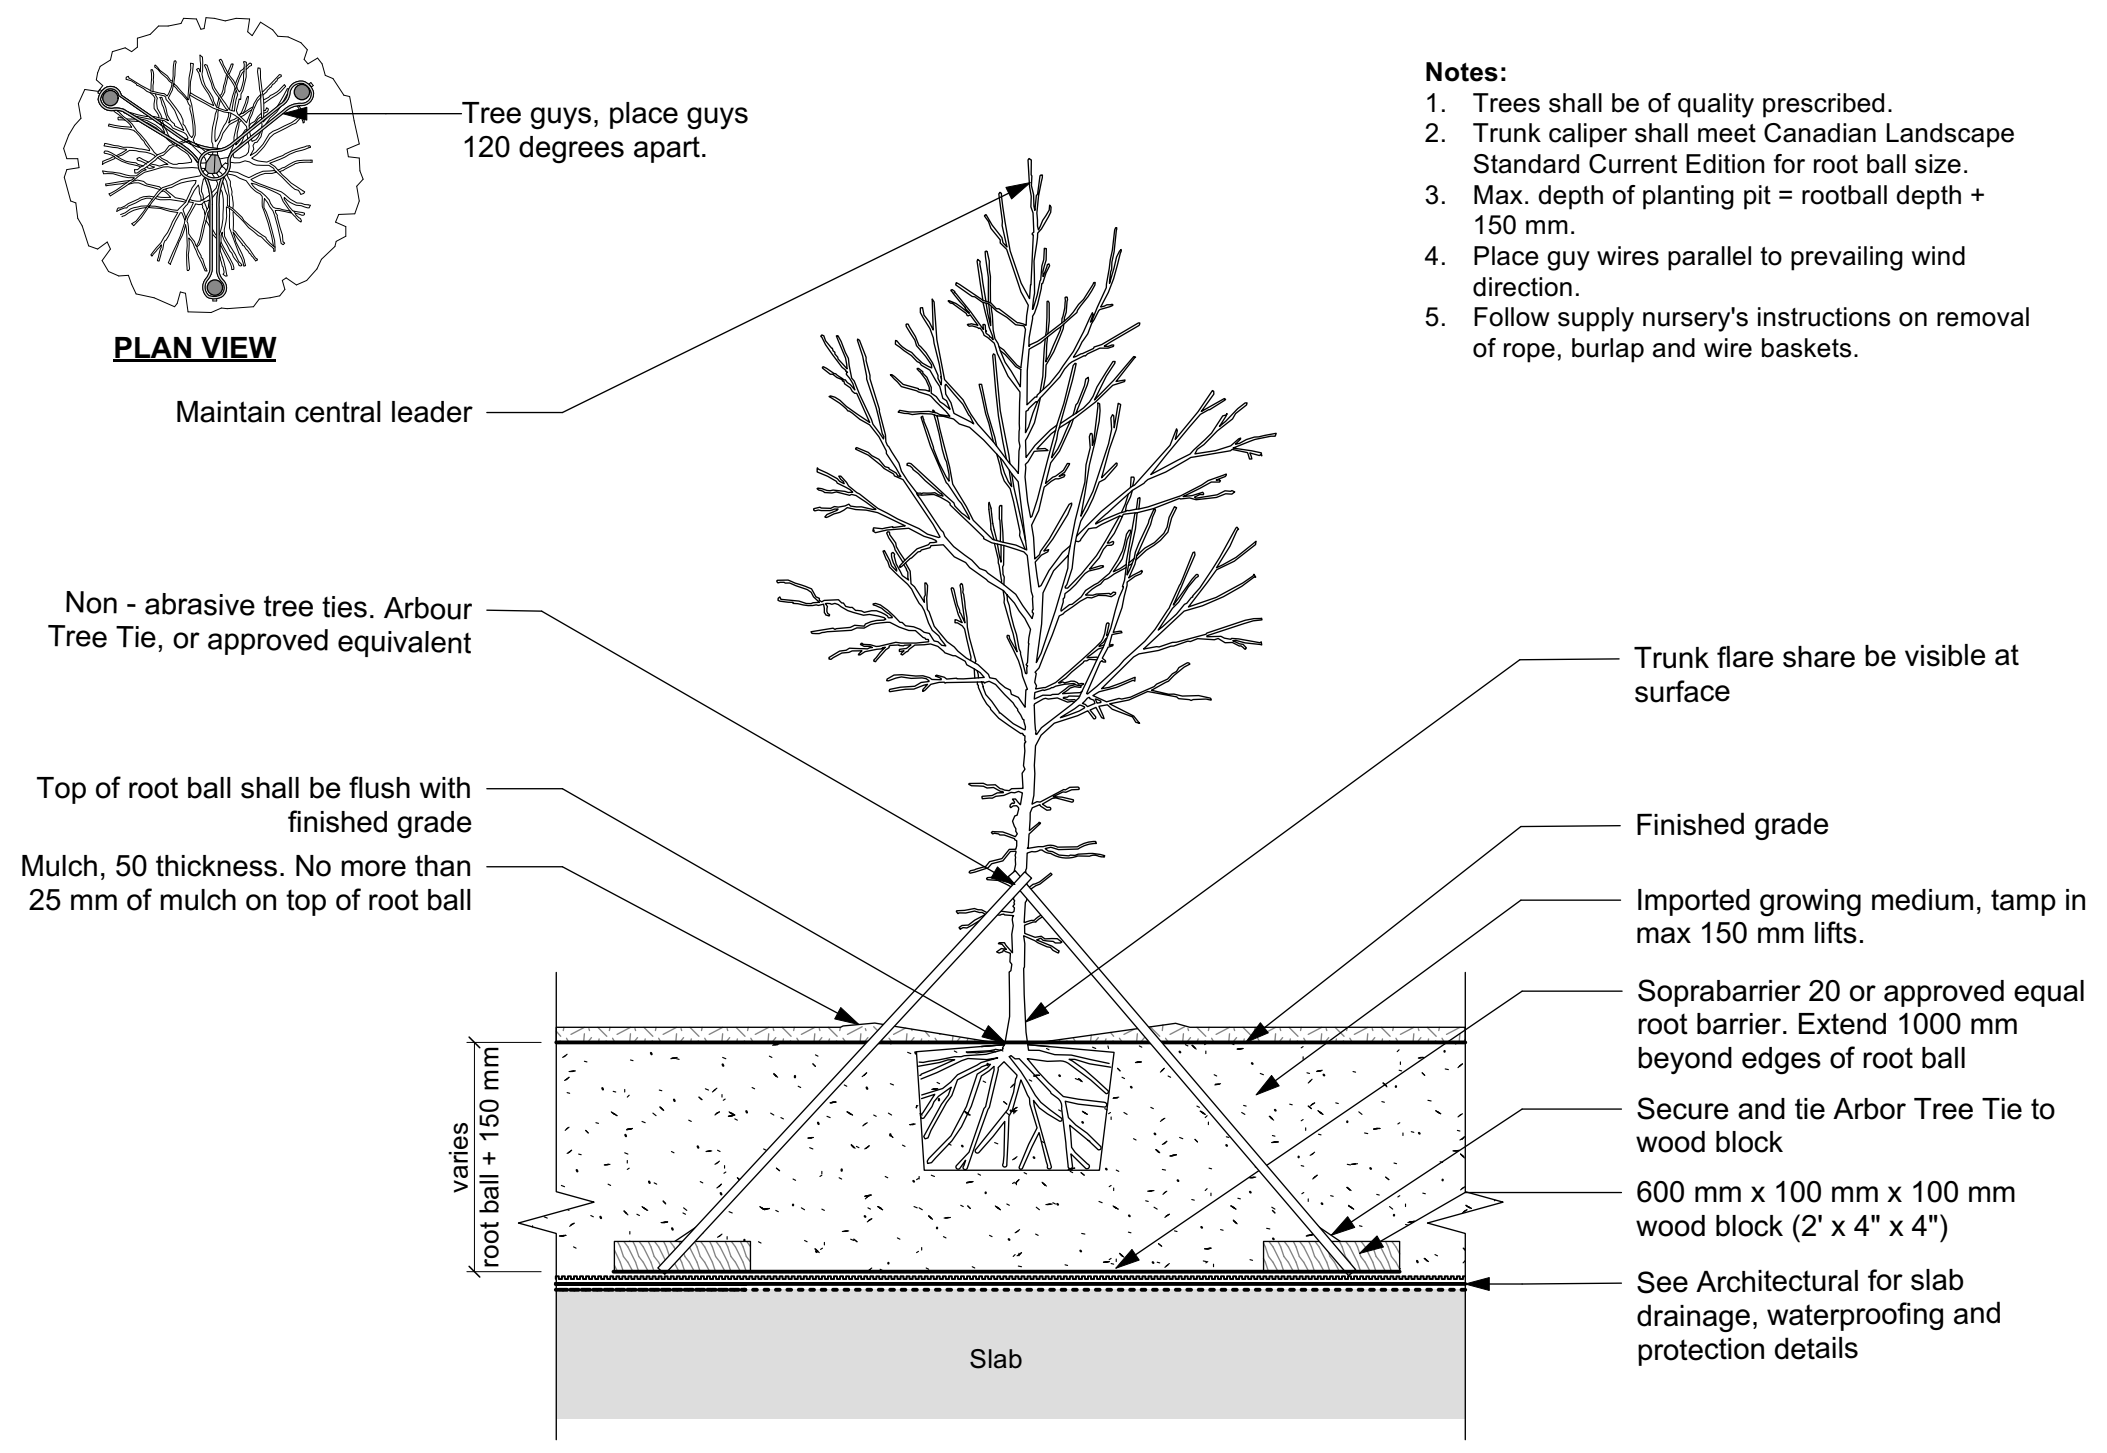 Tree guys, place guys
120 degrees apart.
PLAN VIEW
Notes:
1. Trees shall be of quality prescribed.
2. Trunk caliper shall meet Canadian Landscape
Standard Current Edition for root ball size.
3. Max. depth of planting pit = rootball depth +
150 mm.
4. Place guy wires parallel to prevailing wind
direction.
5. Follow supply nursery's instructions on removal
of rope, burlap and wire baskets.
Maintain central leader
Non - abrasive tree ties. Arbour
Tree Tie, or approved equivalent
Top of root ball shall be flush with
finished grade
Mulch, 50 thickness. No more than
25 mm of mulch on top of root ball
varies
root ball + 150 mm
Trunk flare share be visible at
surface
Finished grade
Imported growing medium, tamp in
max 150 mm lifts.
Soprabarrier 20 or approved equal
root barrier. Extend 1000 mm
beyond edges of root ball
Secure and tie Arbor Tree Tie to
wood block
600 mm x 100 mm x 100 mm
wood block (2' x 4" x 4")
See Architectural for slab
drainage, waterproofing and
protection details
Slab